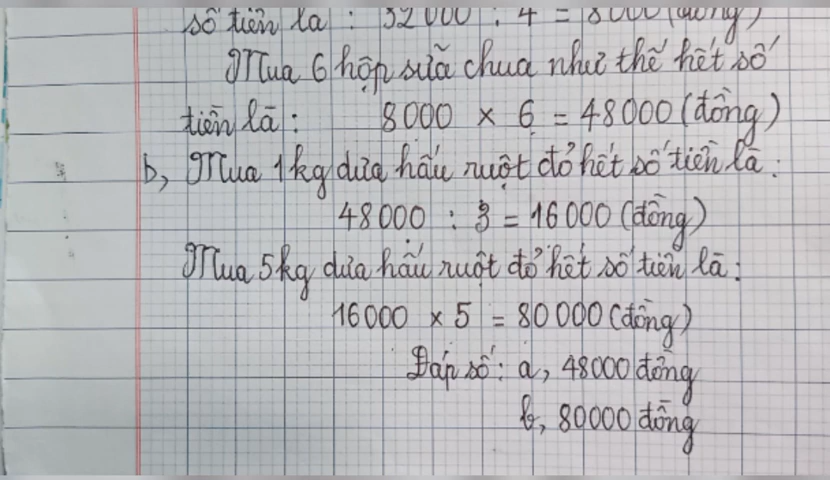 số tiền là : 32 000 : 4 = 8000 (đồng)
Mua 6 hộp sữa chua như thế hết số
tiền là : 8000 × 6 = 48000 (đồng)
b, Mua 1kg dưa hấu ruột đỏ hết số tiền là :
48000 : 3 = 16000 (đồng)
Mua 5kg dưa hấu ruột đỏ hết số tiền là :
16000 × 5 = 80000 (đồng)
Đáp số : a, 48000 đồng
b, 80000 đồng